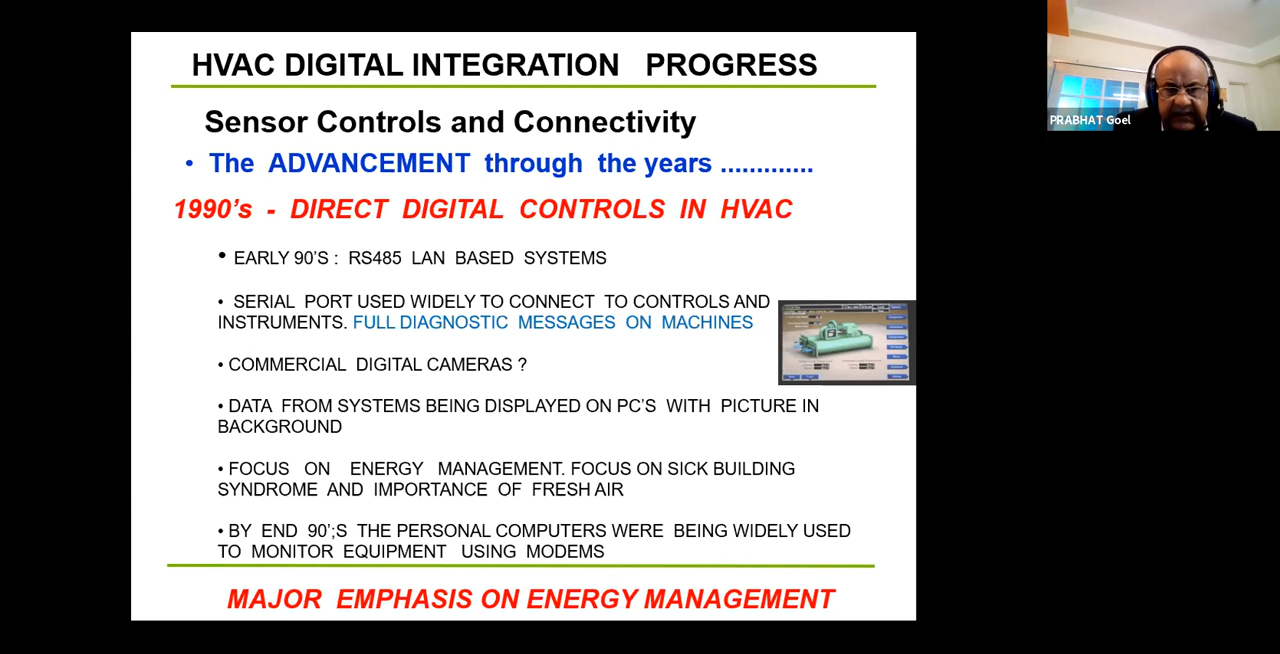 HVAC DIGITAL INTEGRATION PROGRESS
Sensor Controls and Connectivity
• The ADVANCEMENT through the years .............
1990's - DIRECT DIGITAL CONTROLS IN HVAC
• EARLY 90'S : RS485 LAN BASED SYSTEMS
• SERIAL PORT USED WIDELY TO CONNECT TO CONTROLS AND
INSTRUMENTS. FULL DIAGNOSTIC MESSAGES ON MACHINES
• COMMERCIAL DIGITAL CAMERAS ?
• DATA FROM SYSTEMS BEING DISPLAYED ON PC'S WITH PICTURE IN
BACKGROUND
• FOCUS ON ENERGY MANAGEMENT. FOCUS ON SICK BUILDING
SYNDROME AND IMPORTANCE OF FRESH AIR
• BY END 90';S THE PERSONAL COMPUTERS WERE BEING WIDELY USED
TO MONITOR EQUIPMENT USING MODEMS
MAJOR EMPHASIS ON ENERGY MANAGEMENT
PRABHAT Goel